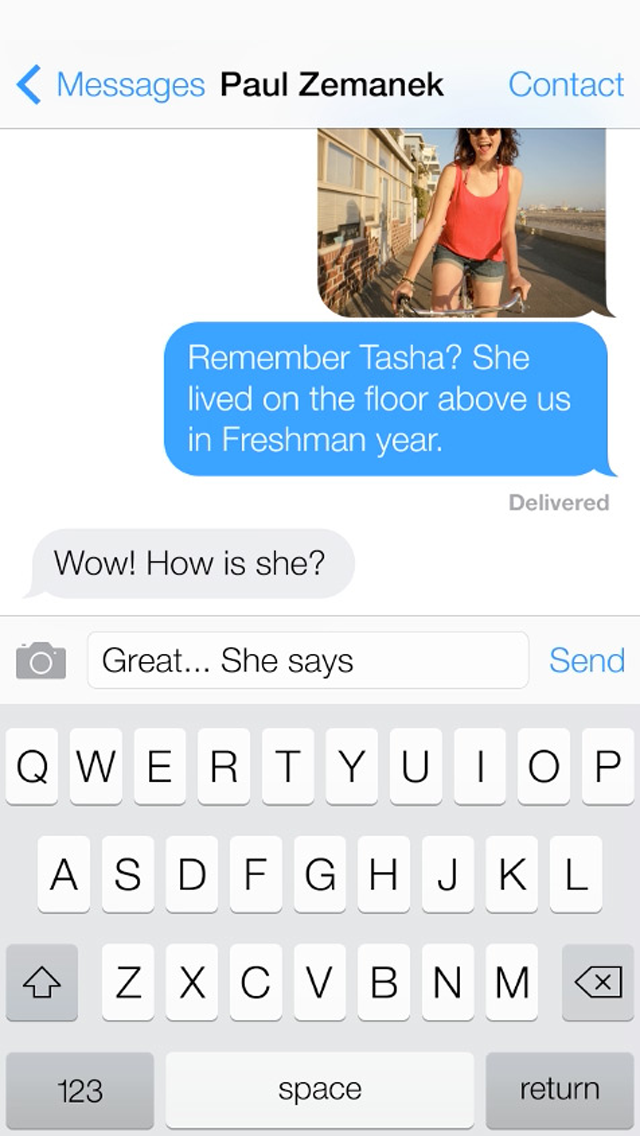 Messages Paul Zemanek Contact
Remember Tasha? She
lived on the floor above us
in Freshman year.
Delivered
Wow! How is she?
Great... She says Send
Q W E R T Y U I O P
A S D F G H J K L
Z X C V B N M
123 space return